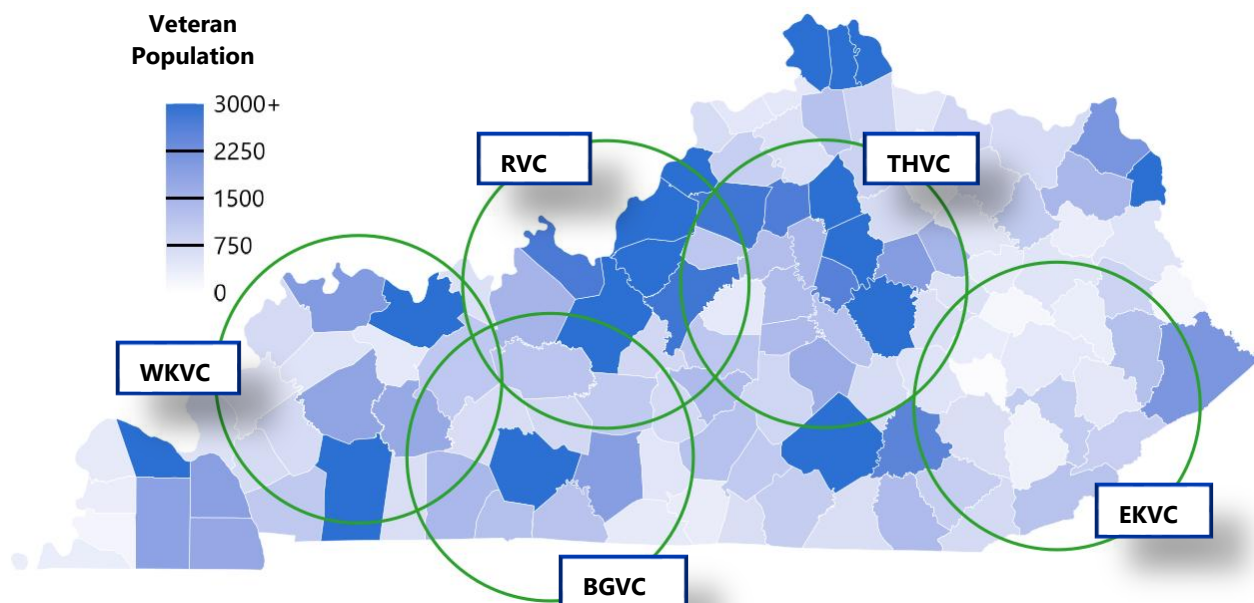 Veteran
Population
3000+
2250
1500
750
0
RVC
THVC
WKVC
EKVC
BGVC